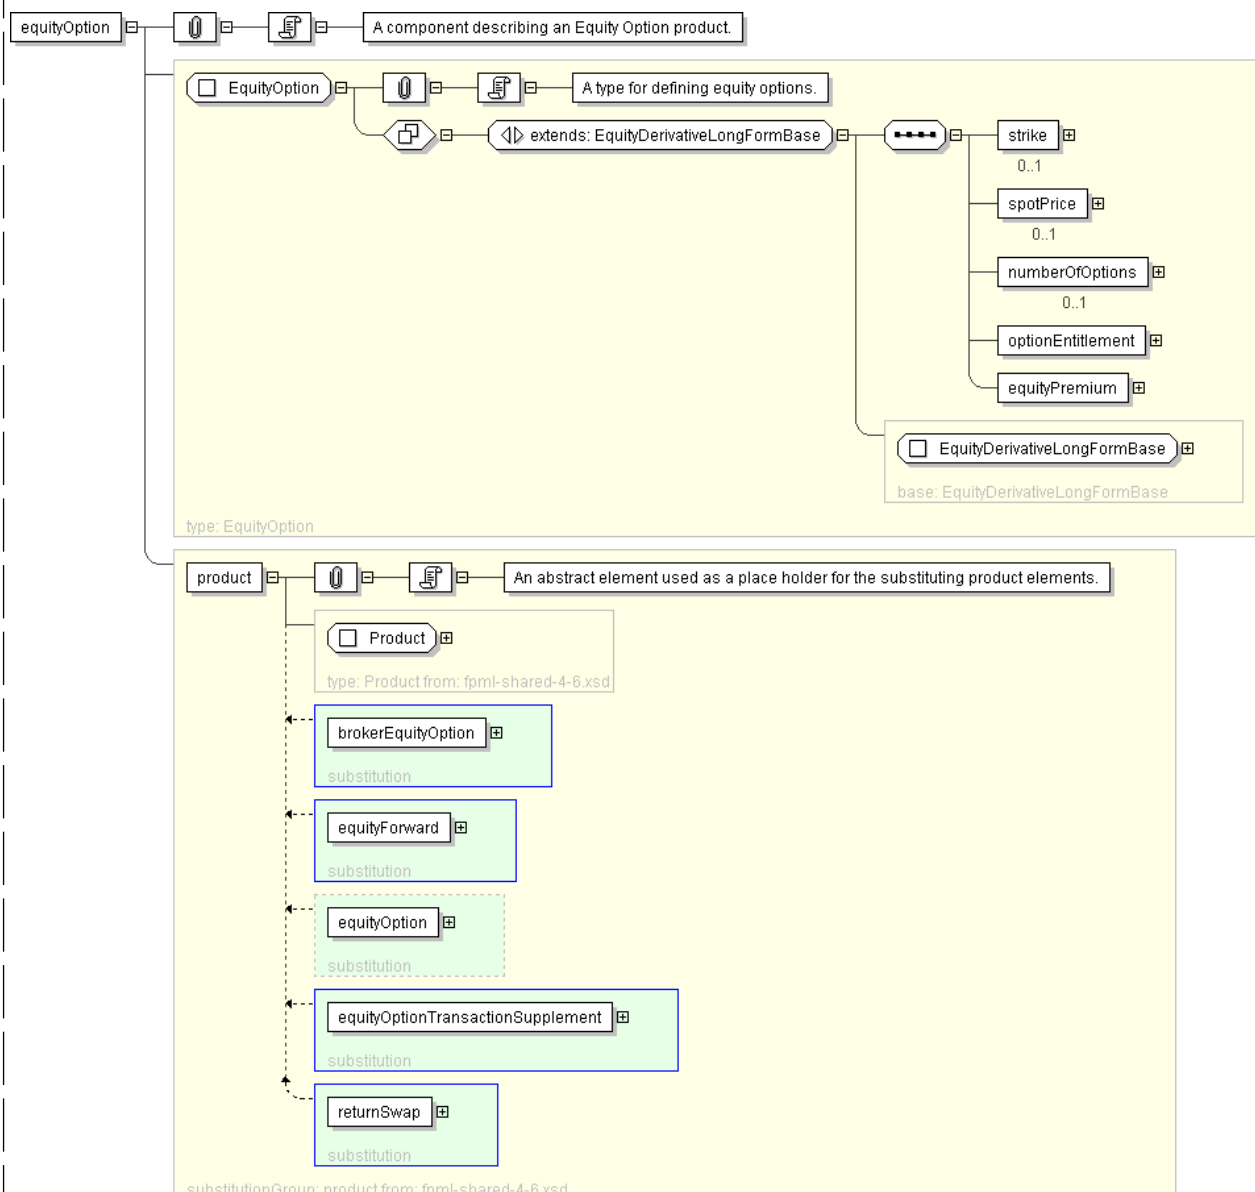 equityOption
A component describing an Equity Option product.
EquityOption
A type for defining equity options.
extends: EquityDerivativeLongFormBase
strike
0..1
spotPrice
0..1
numberOfOptions
0..1
optionEntitlement
equityPremium
EquityDerivativeLongFormBase
base: EquityDerivativeLongFormBase
type: EquityOption
product
An abstract element used as a place holder for the substituting product elements.
Product
type: Product from: fpml-shared-4-6.xsd
brokerEquityOption
substitution
equityForward
substitution
equityOption
substitution
equityOptionTransactionSupplement
substitution
returnSwap
substitution
substitutionGroup: product from: fpml-shared-4-6.xsd